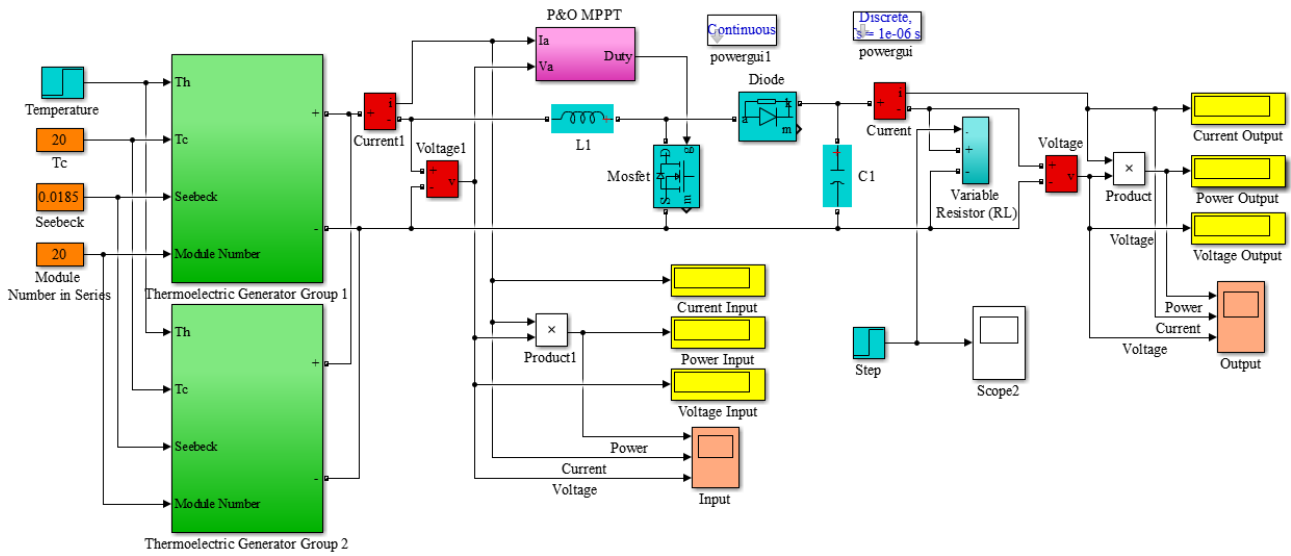 P&O MPPT
Ia
Va
Duty
Continuous
powergui1
Discrete,
Ts = 1e-06 s
powergui
Temperature
20
Tc
0.0185
Seebeck
20
Module
Number in Series
Th
Tc
Seebeck
Module Number
+
-
Thermoelectric Generator Group 1
Th
Tc
Seebeck
Module Number
+
-
Thermoelectric Generator Group 2
+
i
-
Current1
Voltage1
+
-
v
L1
+
Mosfet
g
D
S
m
Diode
a
k
m
+
C1
+
i
-
Current
-
+
-
Variable
Resistor (RL)
Voltage
+
-
v
×
Product
Current Output
Power Output
Voltage Output
Voltage
Power
Current
Voltage
Output
Current Input
×
Product1
Power Input
Voltage Input
Power
Current
Voltage
Input
Step
Scope2